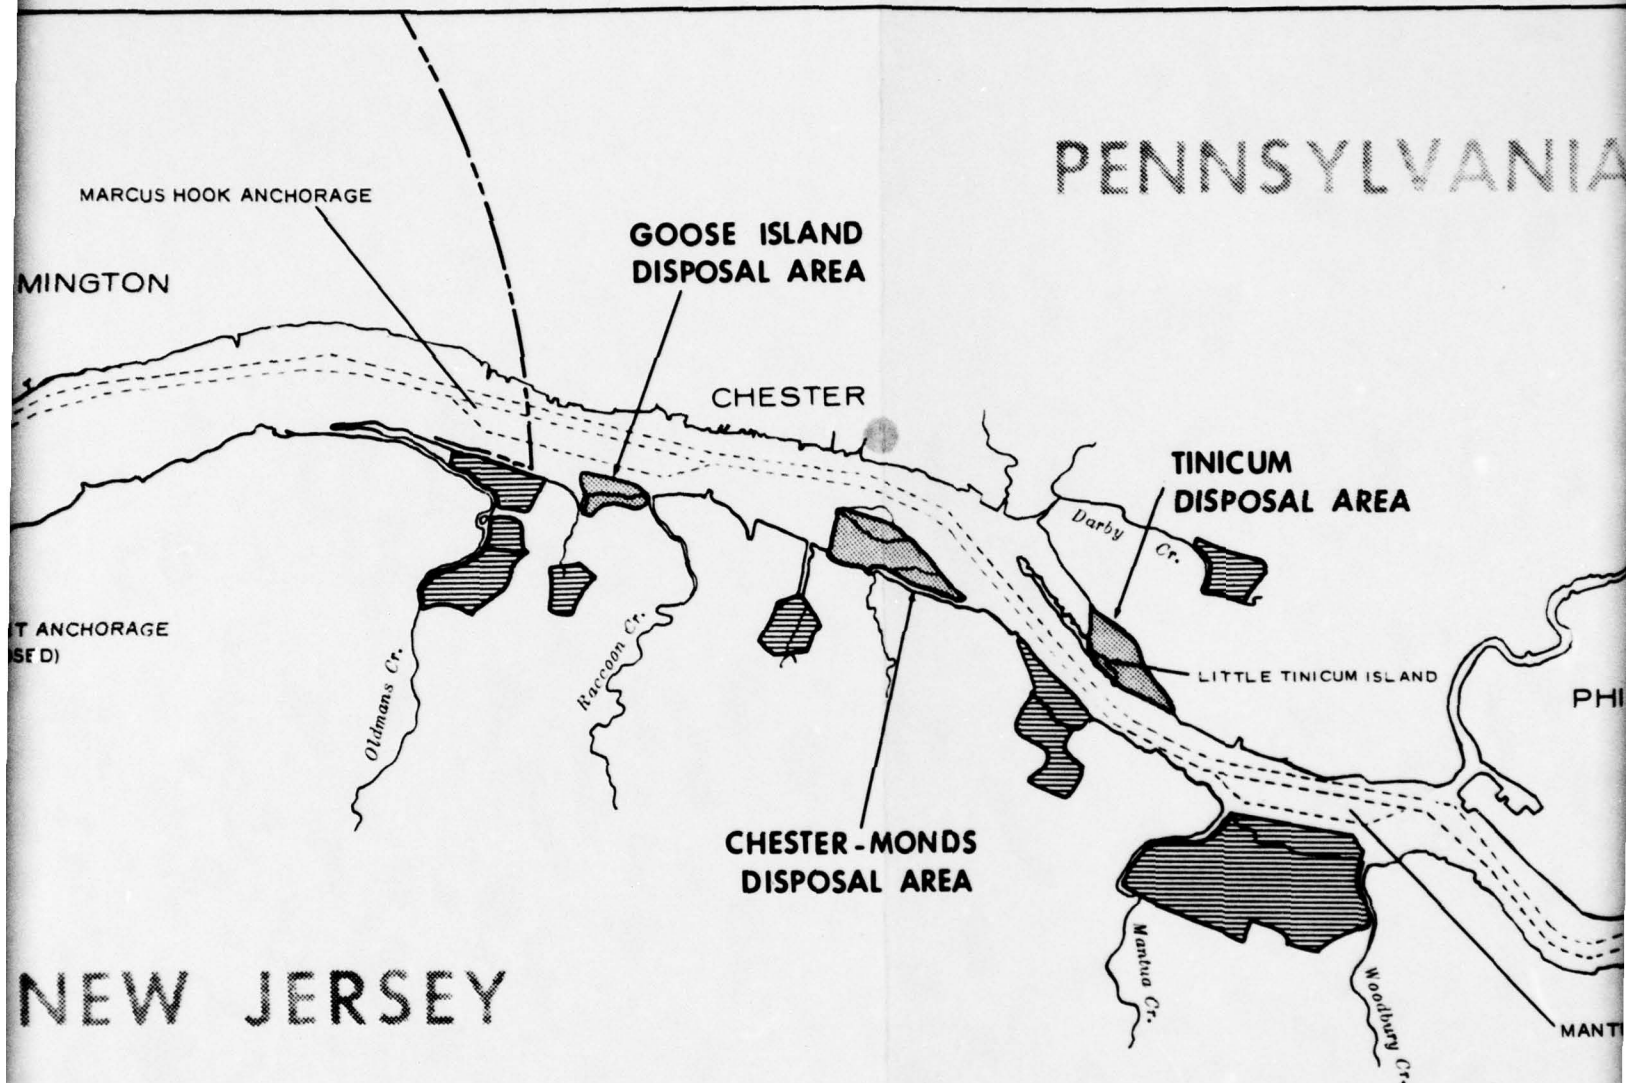 PENNSYLVANIA
MARCUS HOOK ANCHORAGE
GOOSE ISLAND
DISPOSAL AREA
MINGTON
CHESTER
TINICUM
DISPOSAL AREA
Darby Cr.
T ANCHORAGE
SED)
LITTLE TINICUM ISLAND
PHI
Oldmans Cr.
Raccoon Cr.
CHESTER-MONDS
DISPOSAL AREA
Mantua Cr.
Woodbury Cr.
NEW JERSEY
MANT